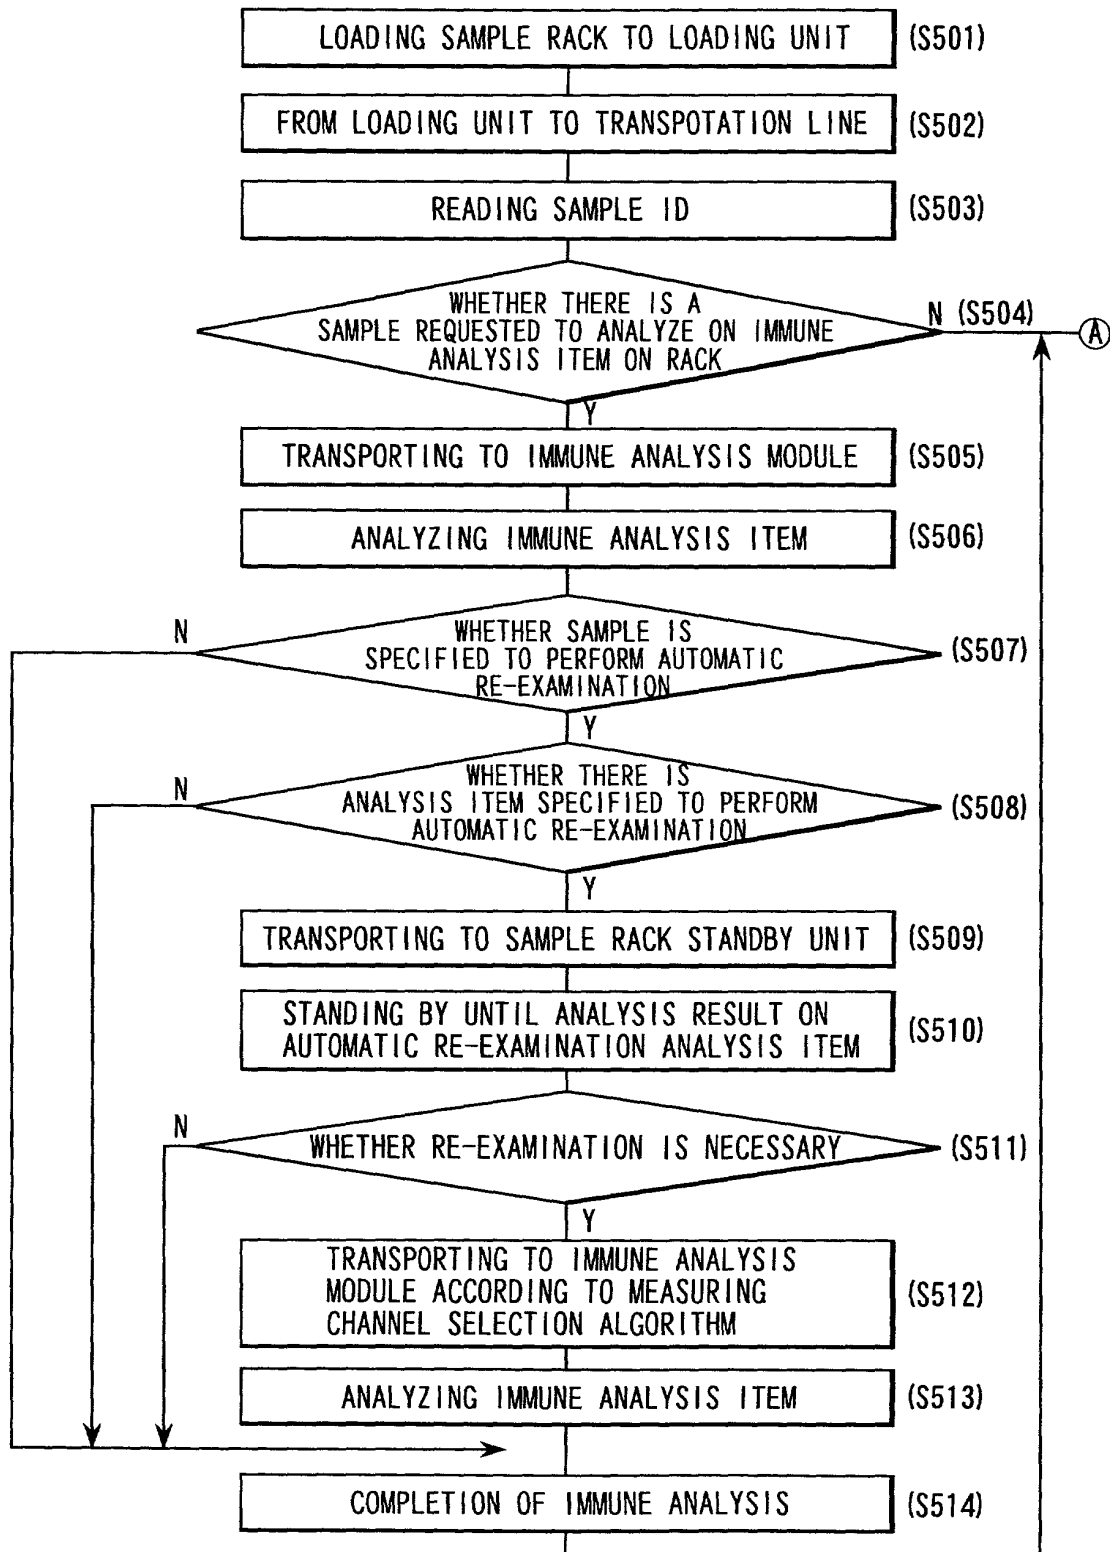 LOADING SAMPLE RACK TO LOADING UNIT (S501)
FROM LOADING UNIT TO TRANSPOTATION LINE (S502)
READING SAMPLE ID (S503)
WHETHER THERE IS A
SAMPLE REQUESTED TO ANALYZE ON IMMUNE
ANALYSIS ITEM ON RACK
N (S504)
A
Y
TRANSPORTING TO IMMUNE ANALYSIS MODULE (S505)
ANALYZING IMMUNE ANALYSIS ITEM (S506)
N
WHETHER SAMPLE IS
SPECIFIED TO PERFORM AUTOMATIC
RE-EXAMINATION
(S507)
Y
N
WHETHER THERE IS
ANALYSIS ITEM SPECIFIED TO PERFORM
AUTOMATIC RE-EXAMINATION
(S508)
Y
TRANSPORTING TO SAMPLE RACK STANDBY UNIT (S509)
STANDING BY UNTIL ANALYSIS RESULT ON
AUTOMATIC RE-EXAMINATION ANALYSIS ITEM
(S510)
N
WHETHER RE-EXAMINATION IS NECESSARY (S511)
Y
TRANSPORTING TO IMMUNE ANALYSIS
MODULE ACCORDING TO MEASURING
CHANNEL SELECTION ALGORITHM
(S512)
ANALYZING IMMUNE ANALYSIS ITEM (S513)
COMPLETION OF IMMUNE ANALYSIS (S514)